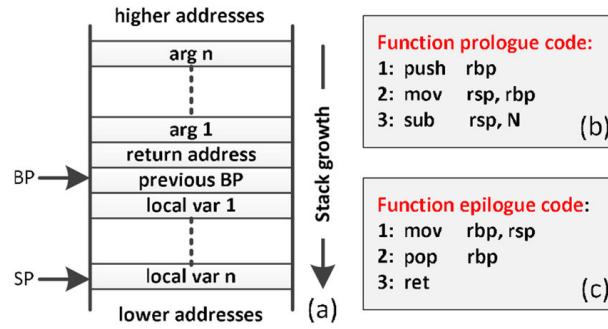 higher addresses
arg n
arg 1
return address
BP
previous BP
local var 1
SP
local var n
lower addresses
Stack growth
(a)
Function prologue code:
1: push rbp
2: mov rsp, rbp
3: sub rsp, N
(b)
Function epilogue code:
1: mov rbp, rsp
2: pop rbp
3: ret
(c)